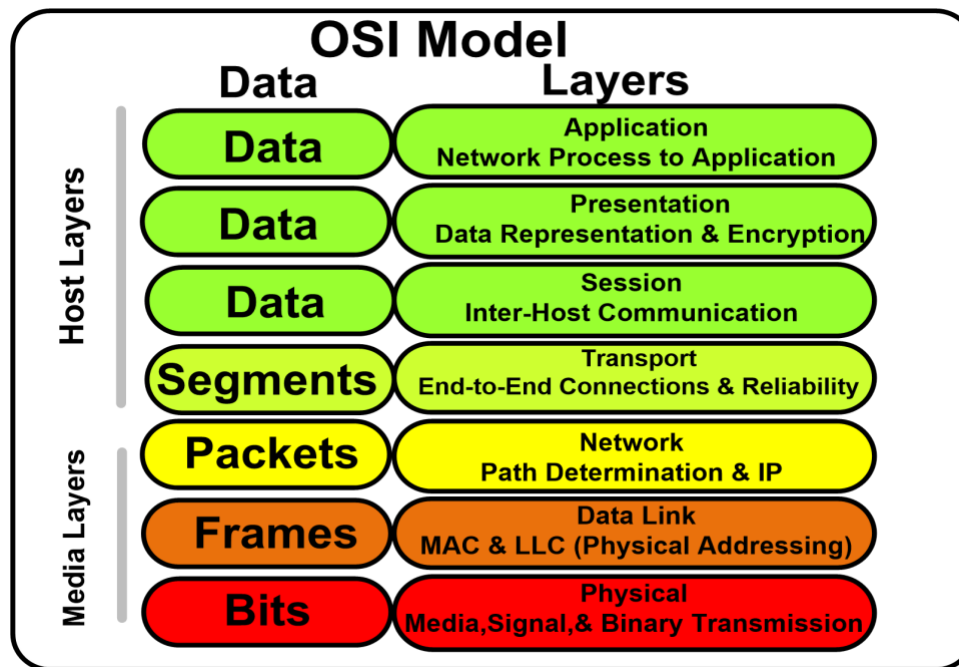 OSI Model
Data
Layers
Host Layers
Data
Application
Network Process to Application
Data
Presentation
Data Representation & Encryption
Data
Session
Inter-Host Communication
Segments
Transport
End-to-End Connections & Reliability
Media Layers
Packets
Network
Path Determination & IP
Frames
Data Link
MAC & LLC (Physical Addressing)
Bits
Physical
Media,Signal,& Binary Transmission